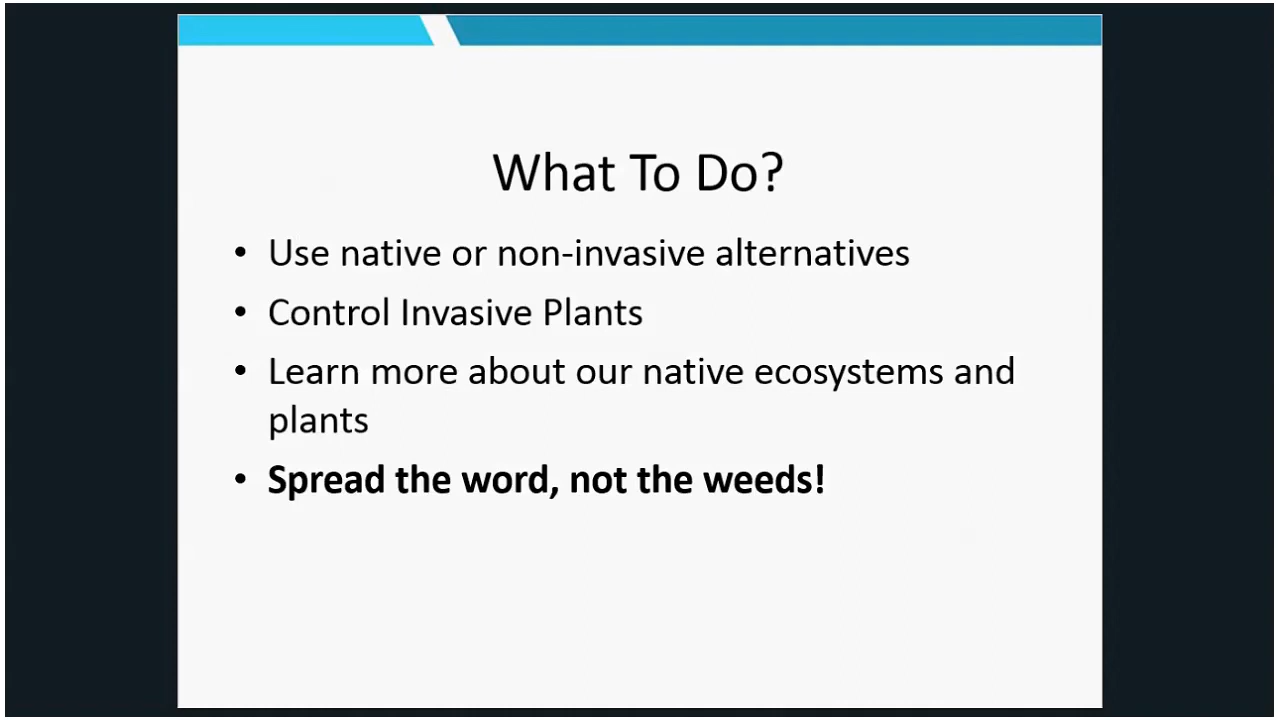 What To Do?
• Use native or non-invasive alternatives
• Control Invasive Plants
• Learn more about our native ecosystems and
plants
• Spread the word, not the weeds!